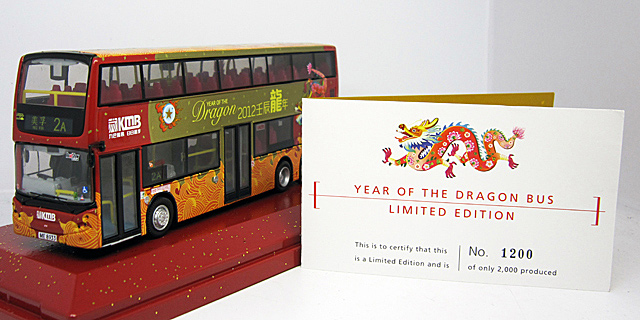 2A
KMB
YEAR OF THE
Dragon 2012壬辰龍年
2A
KMB
YEAR OF THE DRAGON BUS
LIMITED EDITION
This is to certify that this
is a Limited Edition and is
No. 1200
of only 2,000 produced